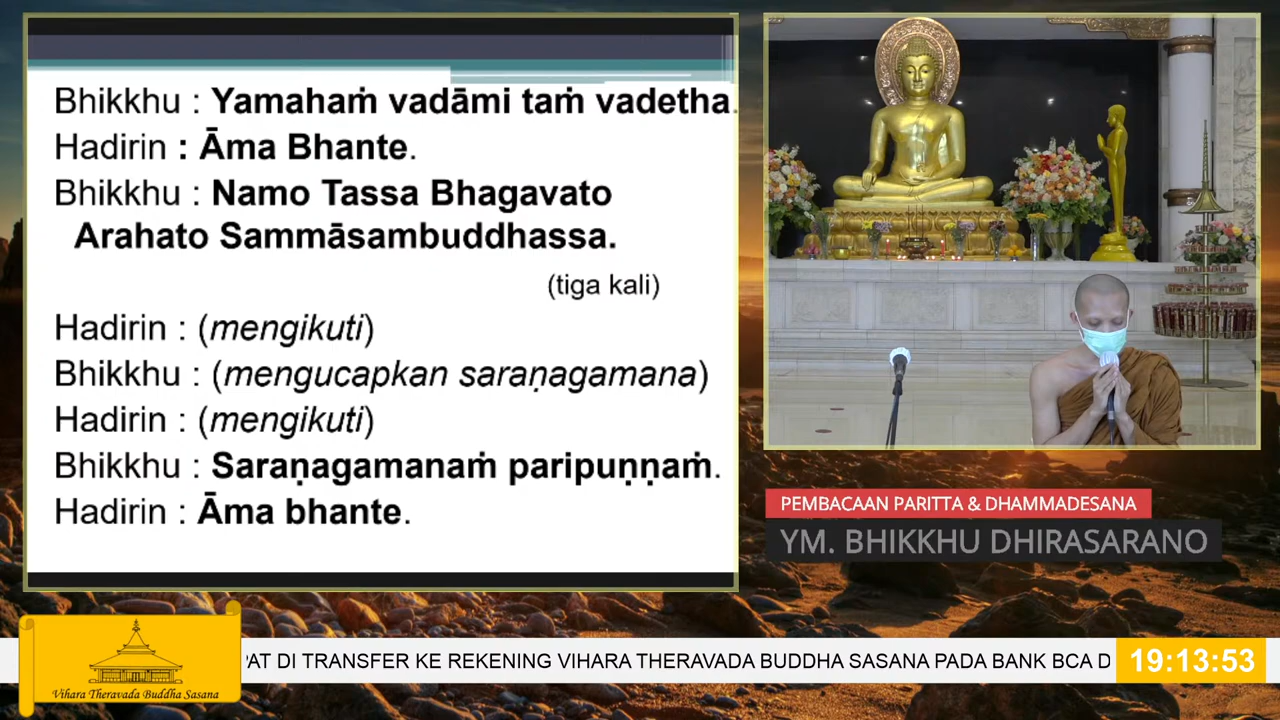 Bhikkhu : Yamahaṁ vadāmi taṁ vadetha.
Hadirin : Āma Bhante.
Bhikkhu : Namo Tassa Bhagavato
Arahato Sammāsambuddhassa.
(tiga kali)
Hadirin : (mengikuti)
Bhikkhu : (mengucapkan saraṇagamana)
Hadirin : (mengikuti)
Bhikkhu : Saraṇagamanaṁ paripuṇṇaṁ.
Hadirin : Āma bhante.
PEMBACAAN PARITTA & DHAMMADESANA
YM. BHIKKHU DHIRASARANO
Vihara Theravada Buddha Sasana
AT DI TRANSFER KE REKENING VIHARA THERAVADA BUDDHA SASANA PADA BANK BCA D
19:13:53